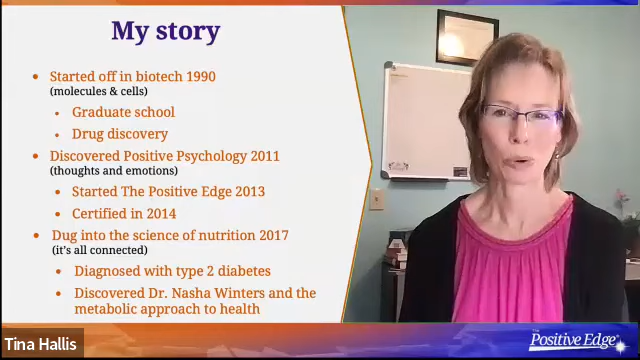 My story
• Started off in biotech 1990
(molecules & cells)
• Graduate school
• Drug discovery
• Discovered Positive Psychology 2011
(thoughts and emotions)
• Started The Positive Edge 2013
• Certified in 2014
• Dug into the science of nutrition 2017
(it's all connected)
• Diagnosed with type 2 diabetes
• Discovered Dr. Nasha Winters and the
metabolic approach to health
Tina Hallis
The
Positive Edge